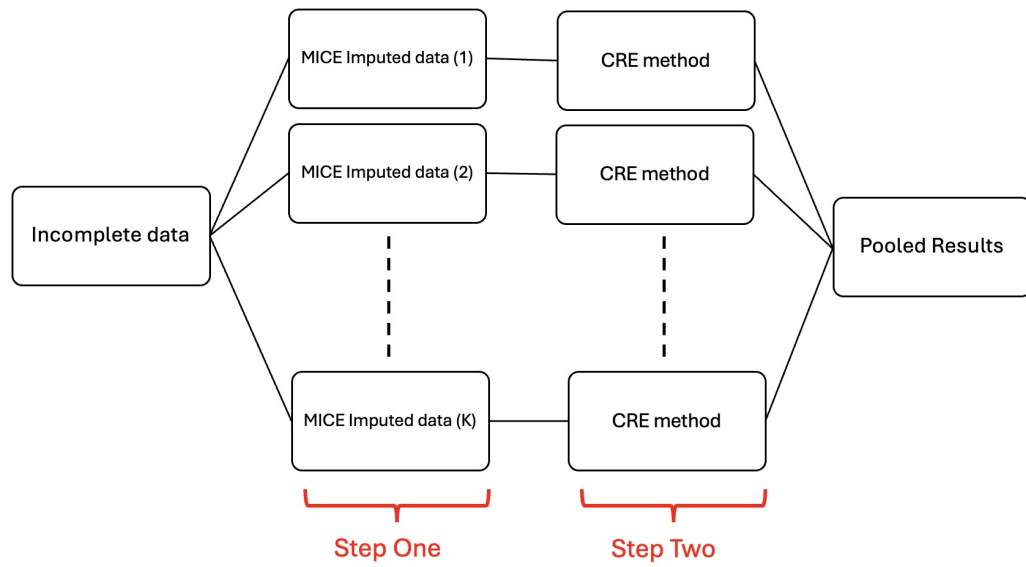 MICE Imputed data (1)
CRE method
MICE Imputed data (2)
CRE method
Incomplete data
Pooled Results
MICE Imputed data (K)
CRE method
Step One
Step Two